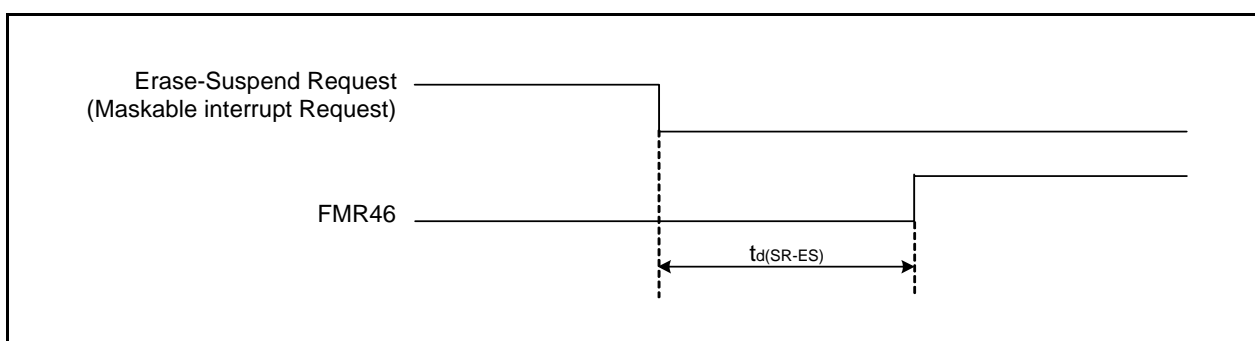 Erase-Suspend Request
(Maskable interrupt Request)
FMR46
td(SR-ES)